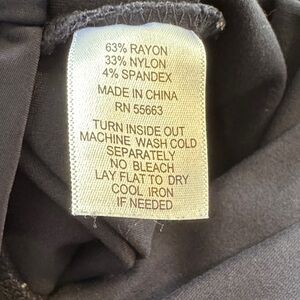 63% RAYON
33% NYLON
4% SPANDEX
MADE IN CHINA
RN 55663
TURN INSIDE OUT
MACHINE WASH COLD
SEPARATELY
NO BLEACH
LAY FLAT TO DRY
COOL IRON
IF NEEDED